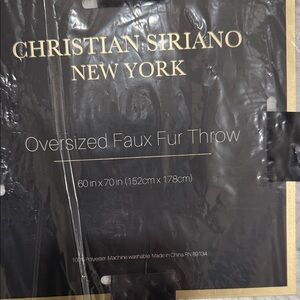 CHRISTIAN SIRIANO
NEW YORK
Oversized Faux Fur Throw
60 in x 70 in (152cm x 178cm)
100% Polyester. Machine washable. Made in China. RN 89134